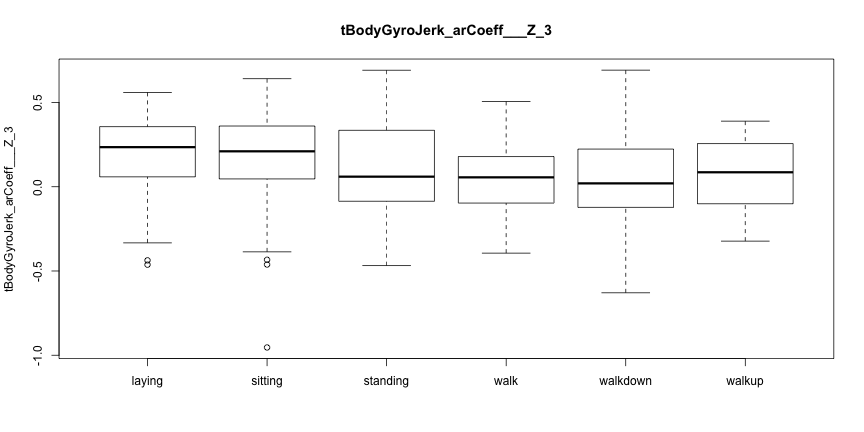 tBodyGyroJerk_arCoeff___Z_3
tBodyGyroJerk_arCoeff___Z_3
0.5
0.0
-0.5
-1.0
laying sitting standing walk walkdown walkup